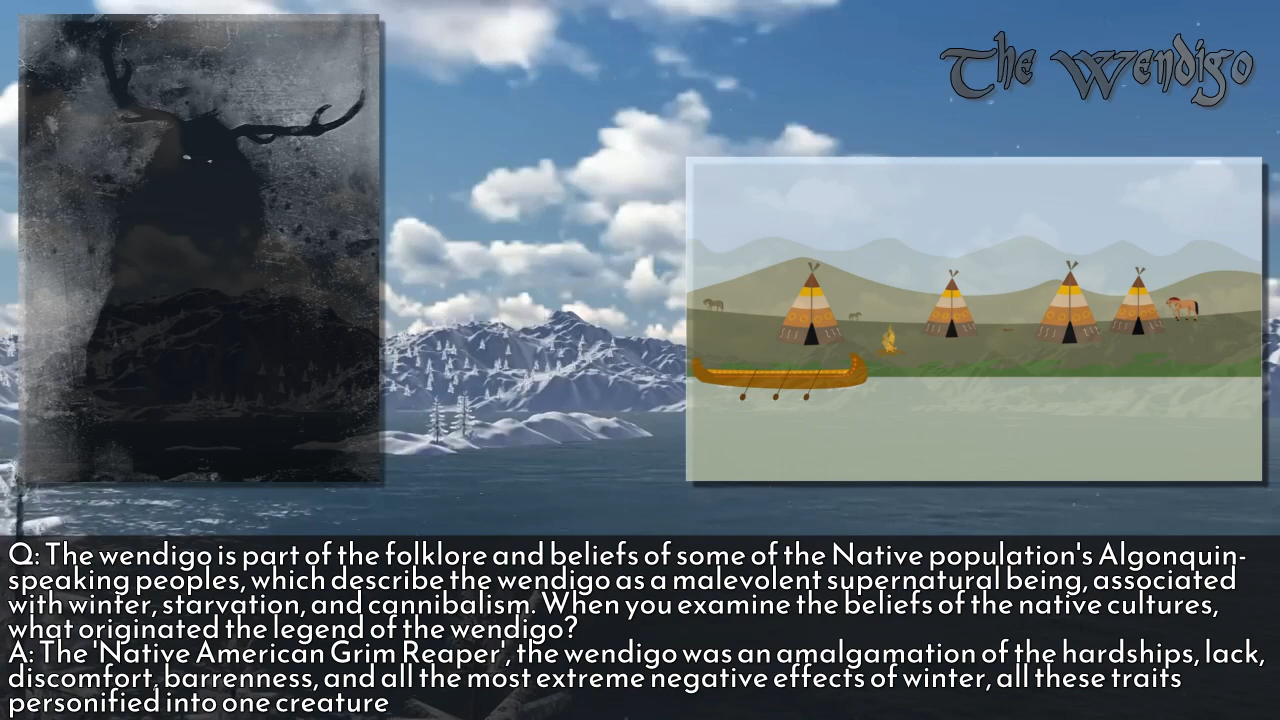 The Wendigo
Q: The wendigo is part of the folklore and beliefs of some of the Native population's Algonquin-
speaking peoples, which describe the wendigo as a malevolent supernatural being, associated
with winter, starvation, and cannibalism. When you examine the beliefs of the native cultures,
what originated the legend of the wendigo?
A: The 'Native American Grim Reaper', the wendigo was an amalgamation of the hardships, lack,
discomfort, barrenness, and all the most extreme negative effects of winter, all these traits
personified into one creature